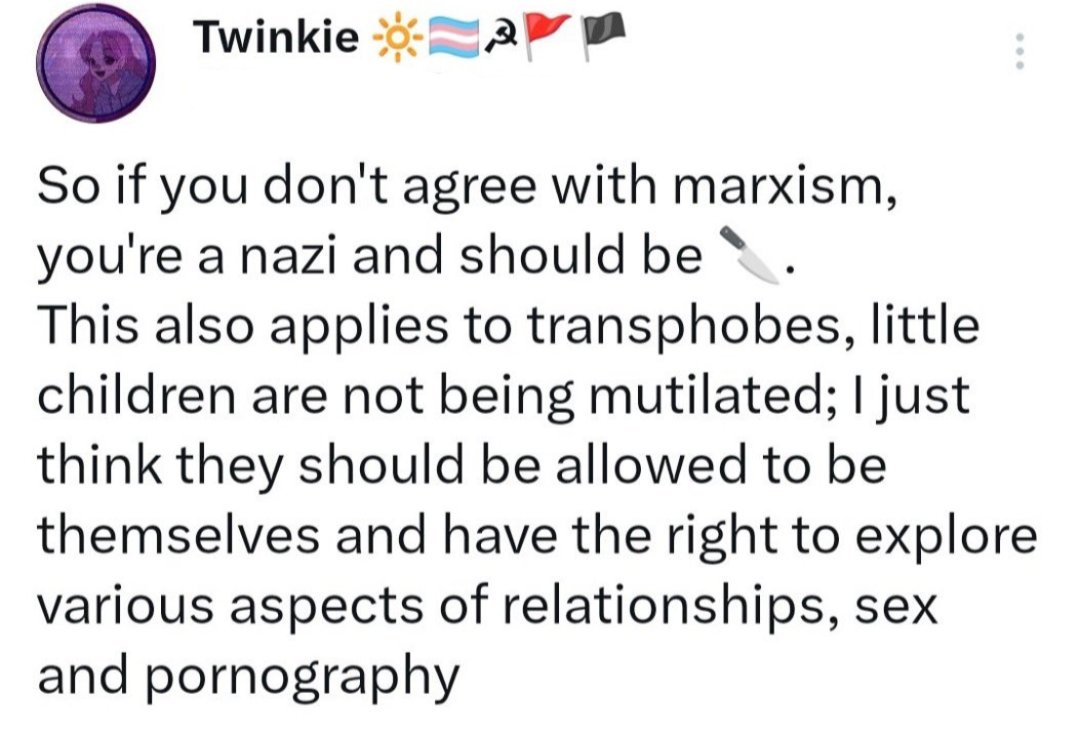 Twinkie 🔆🏳️‍⚧️☭🚩🏴
So if you don't agree with marxism,
you're a nazi and should be 🔪.
This also applies to transphobes, little
children are not being mutilated; I just
think they should be allowed to be
themselves and have the right to explore
various aspects of relationships, sex
and pornography